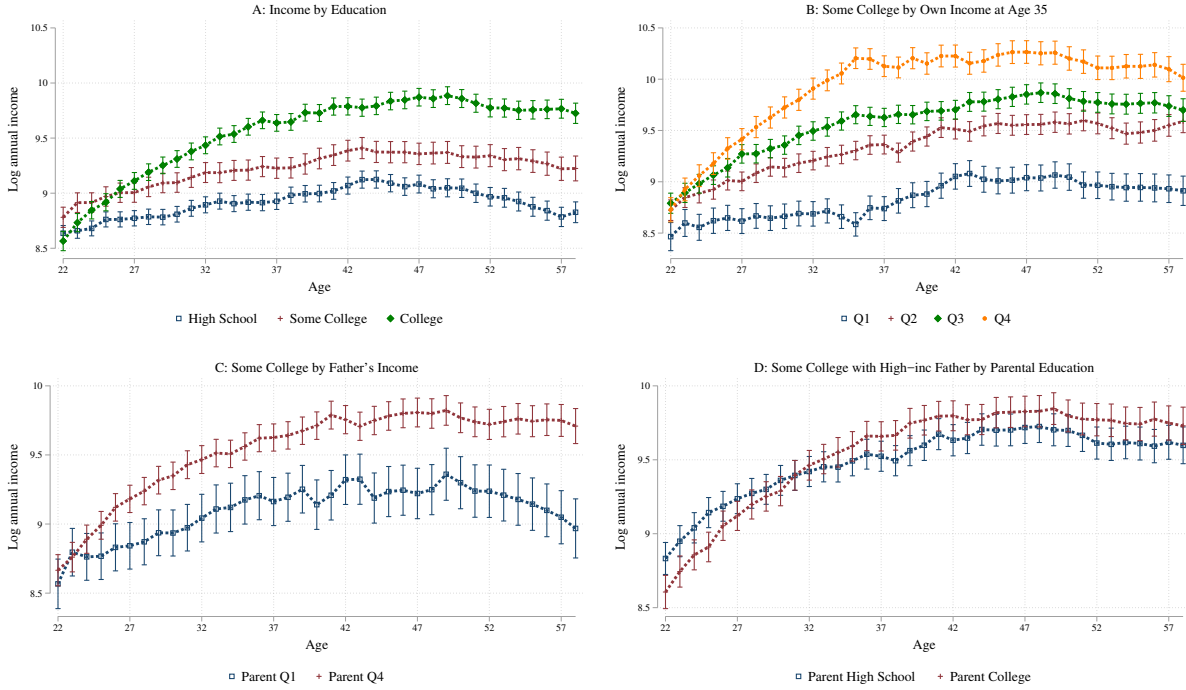 A: Income by Education
10.5
10
9.5
9
8.5
Log annual income
22 27 32 37 42 47 52 57
Age
High School Some College College
B: Some College by Own Income at Age 35
10.5
10
9.5
9
8.5
Log annual income
22 27 32 37 42 47 52 57
Age
Q1 Q2 Q3 Q4
C: Some College by Father's Income
10
9.5
9
8.5
Log annual income
22 27 32 37 42 47 52 57
Age
Parent Q1 Parent Q4
D: Some College with High−inc Father by Parental Education
10
9.5
9
8.5
Log annual income
22 27 32 37 42 47 52 57
Age
Parent High School Parent College